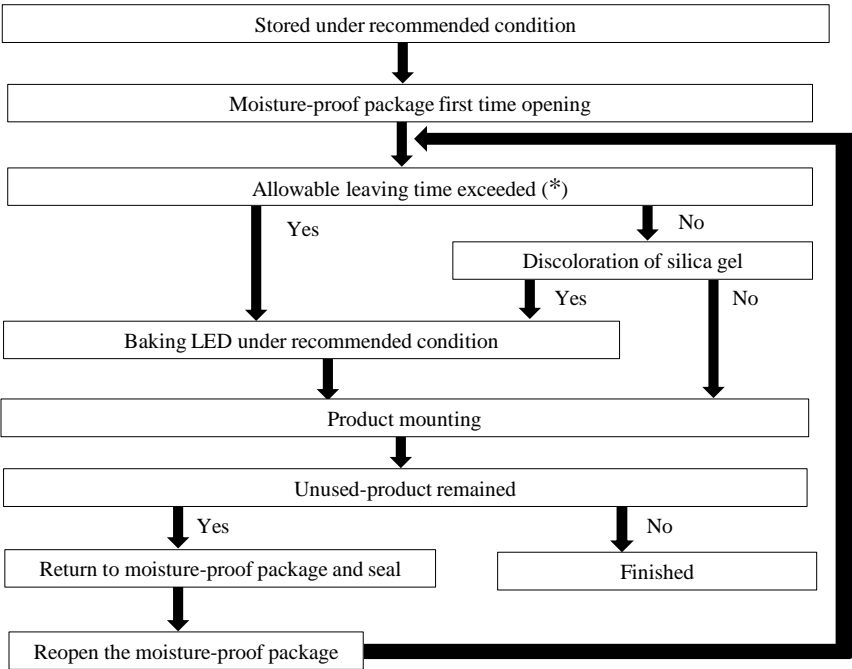 Stored under recommended condition
Moisture-proof package first time opening
Allowable leaving time exceeded (*)
Yes
No
Discoloration of silica gel
Yes
No
Baking LED under recommended condition
Product mounting
Unused-product remained
Yes
No
Return to moisture-proof package and seal
Finished
Reopen the moisture-proof package